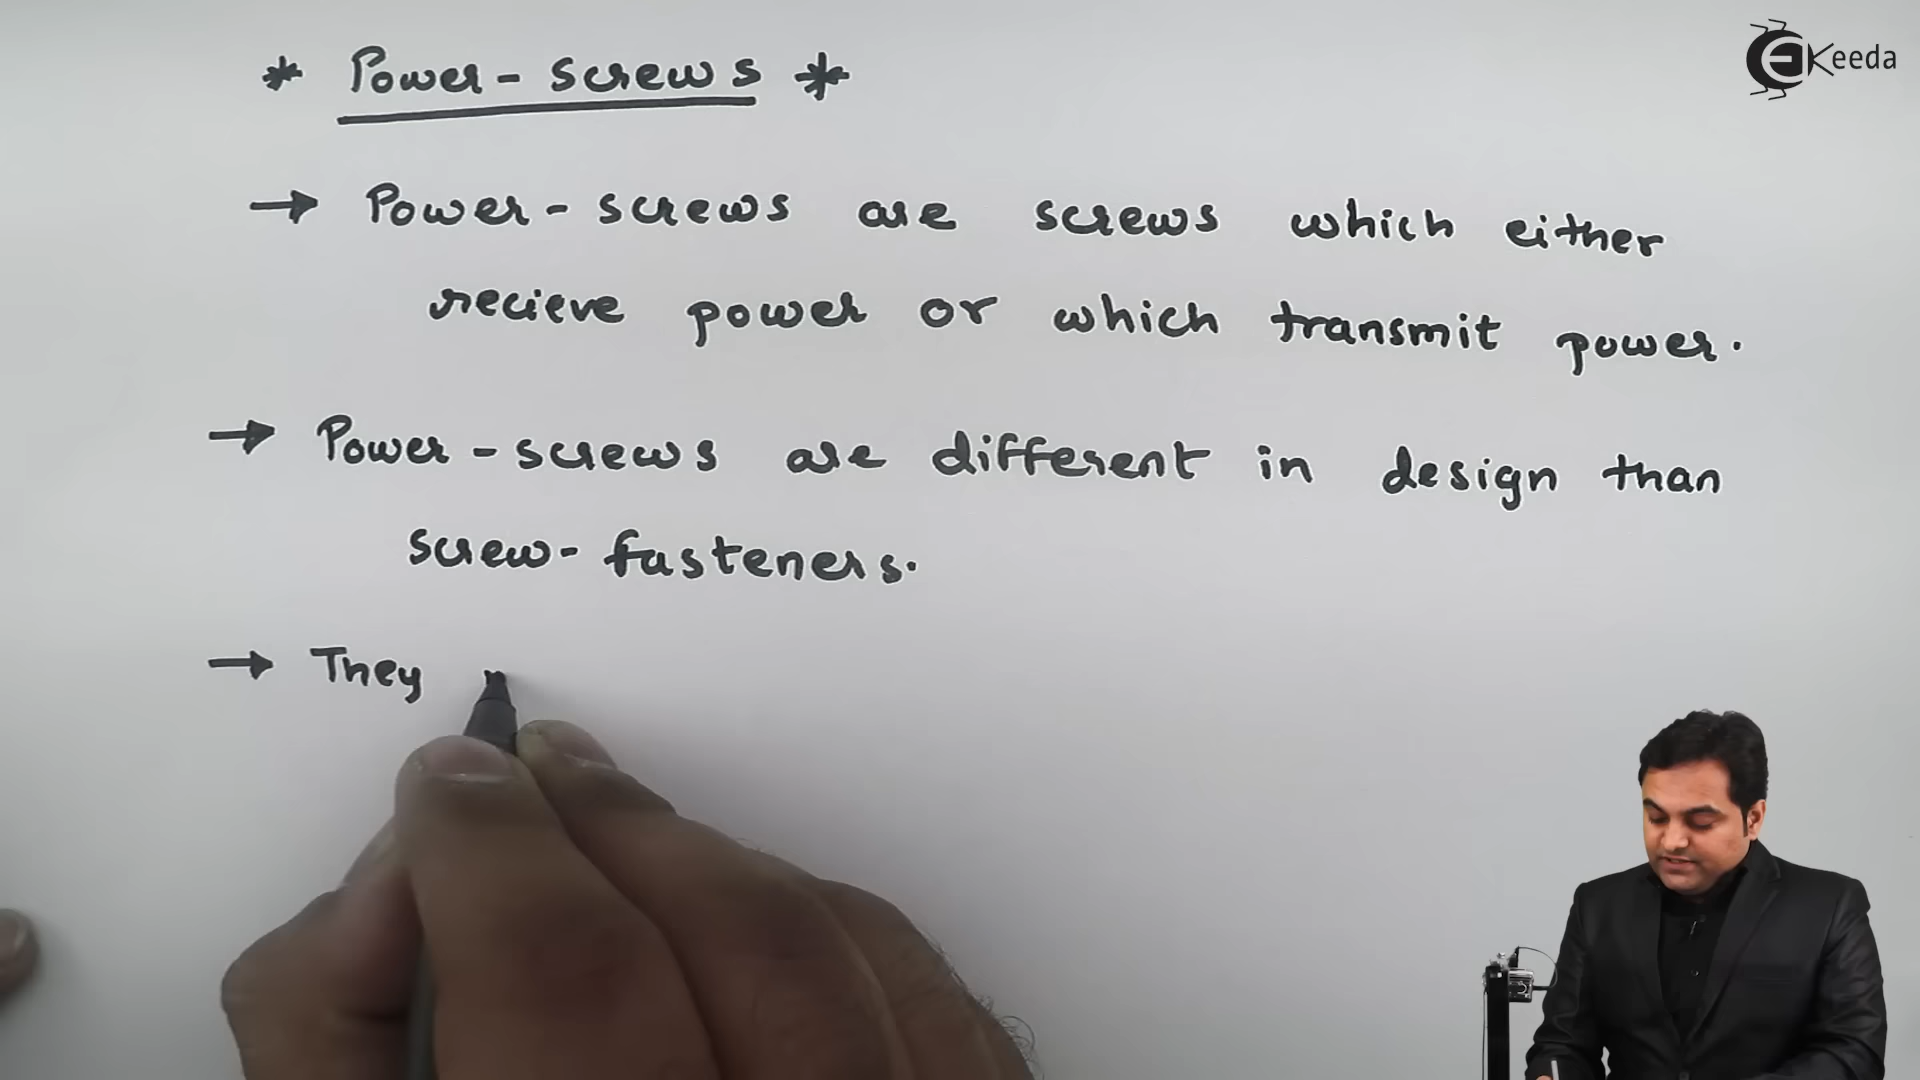 * Power-screws *
→ Power-screws are screws which either
recieve power or which transmit power.
→ Power-screws are different in design than
screw-fasteners.
→ They
Ekeeda